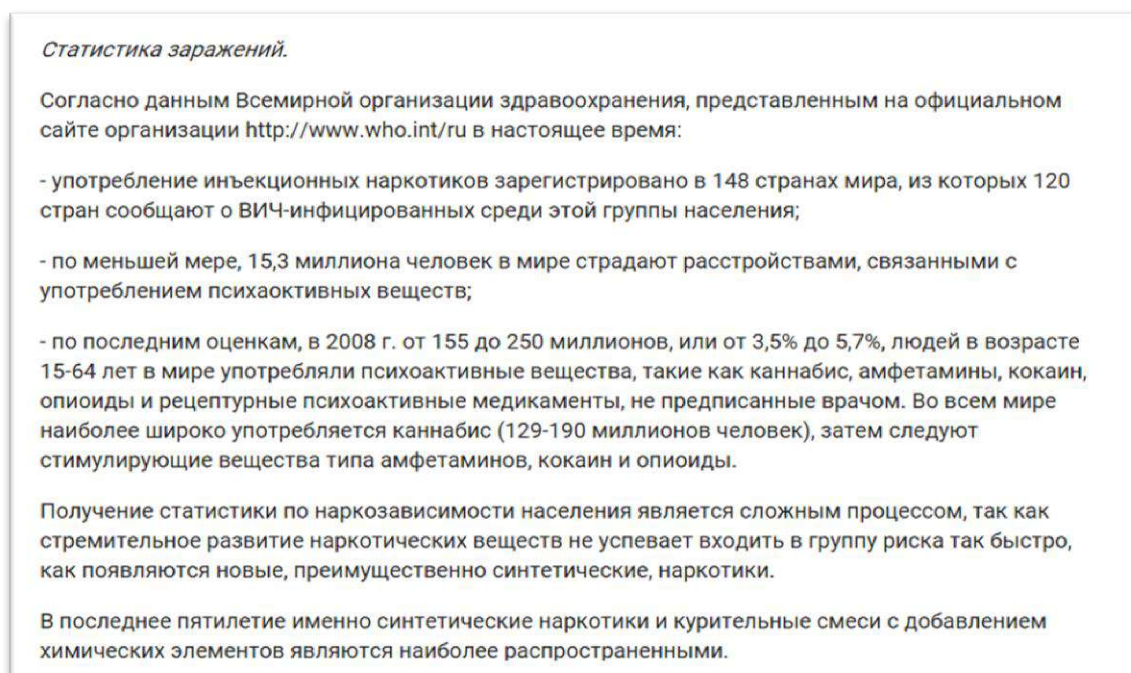 Статистика заражений.
Согласно данным Всемирной организации здравоохранения, представленным на официальном
сайте организации http://www.who.int/ru в настоящее время:
- употребление инъекционных наркотиков зарегистрировано в 148 странах мира, из которых 120
стран сообщают о ВИЧ-инфицированных среди этой группы населения;
- по меньшей мере, 15,3 миллиона человек в мире страдают расстройствами, связанными с
употреблением психаоктивных веществ;
- по последним оценкам, в 2008 г. от 155 до 250 миллионов, или от 3,5% до 5,7%, людей в возрасте
15-64 лет в мире употребляли психоактивные вещества, такие как каннабис, амфетамины, кокаин,
опиоиды и рецептурные психоактивные медикаменты, не предписанные врачом. Во всем мире
наиболее широко употребляется каннабис (129-190 миллионов человек), затем следуют
стимулирующие вещества типа амфетаминов, кокаин и опиоиды.
Получение статистики по наркозависимости населения является сложным процессом, так как
стремительное развитие наркотических веществ не успевает входить в группу риска так быстро,
как появляются новые, преимущественно синтетические, наркотики.
В последнее пятилетие именно синтетические наркотики и курительные смеси с добавлением
химических элементов являются наиболее распространенными.